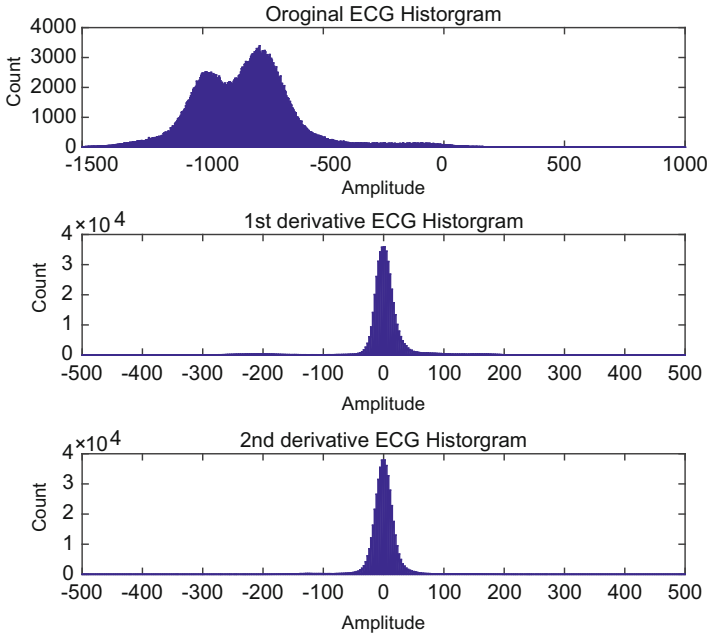 Oroginal ECG Historgram
4000
3000
2000
1000
0
Count
-1500 -1000 -500 0 500 1000
Amplitude
1st derivative ECG Historgram
4×10^4
3
2
1
0
Count
-500 -400 -300 -200 -100 0 100 200 300 400 500
Amplitude
2nd derivative ECG Historgram
4×10^4
3
2
1
0
Count
-500 -400 -300 -200 -100 0 100 200 300 400 500
Amplitude